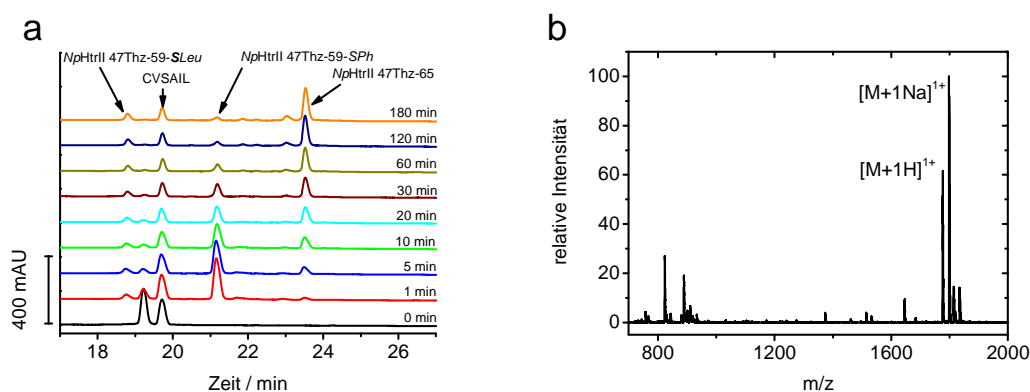 a
NpHtrII 47Thz-59-SLeu
CVSAIL
NpHtrII 47Thz-59-SPh
NpHtrII 47Thz-65
180 min
120 min
60 min
30 min
20 min
10 min
5 min
1 min
0 min
400 mAU
18 20 22 24 26
Zeit / min
b
100
80
60
40
20
0
relative Intensität
[M+1Na]¹⁺
[M+1H]¹⁺
800 1200 1600 2000
m/z